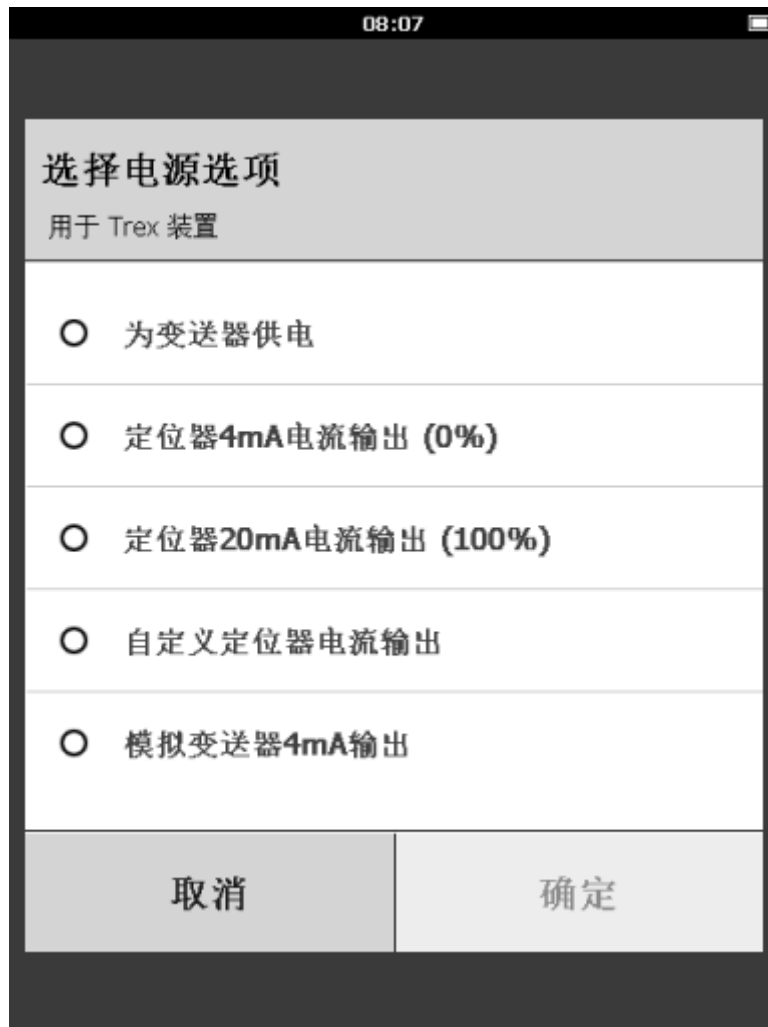 08:07
选择电源选项
用于 Trex 装置
为变送器供电
定位器4mA电流输出 (0%)
定位器20mA电流输出 (100%)
自定义定位器电流输出
模拟变送器4mA输出
取消
确定